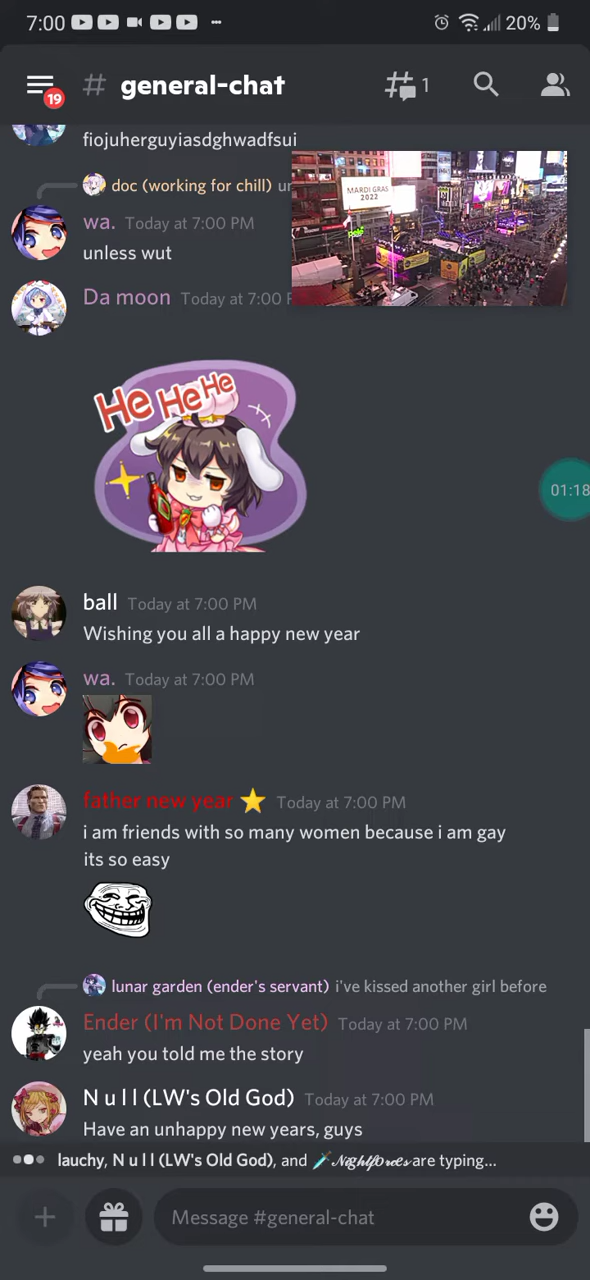 7:00
20%
19
# general-chat
1
fiojuherguyiasdghwadfsui
doc (working for chill) un
MARDI GRAS
2022
wa. Today at 7:00 PM
unless wut
Da moon Today at 7:00 P
He He He
01:18
ball Today at 7:00 PM
Wishing you all a happy new year
wa. Today at 7:00 PM
father new year ⭐ Today at 7:00 PM
i am friends with so many women because i am gay
its so easy
lunar garden (ender's servant) i've kissed another girl before
Ender (I'm Not Done Yet) Today at 7:00 PM
yeah you told me the story
N u l l (LW's Old God) Today at 7:00 PM
Have an unhappy new years, guys
lauchy, N u l l (LW's Old God), and 🗡 are typing...
Message #general-chat